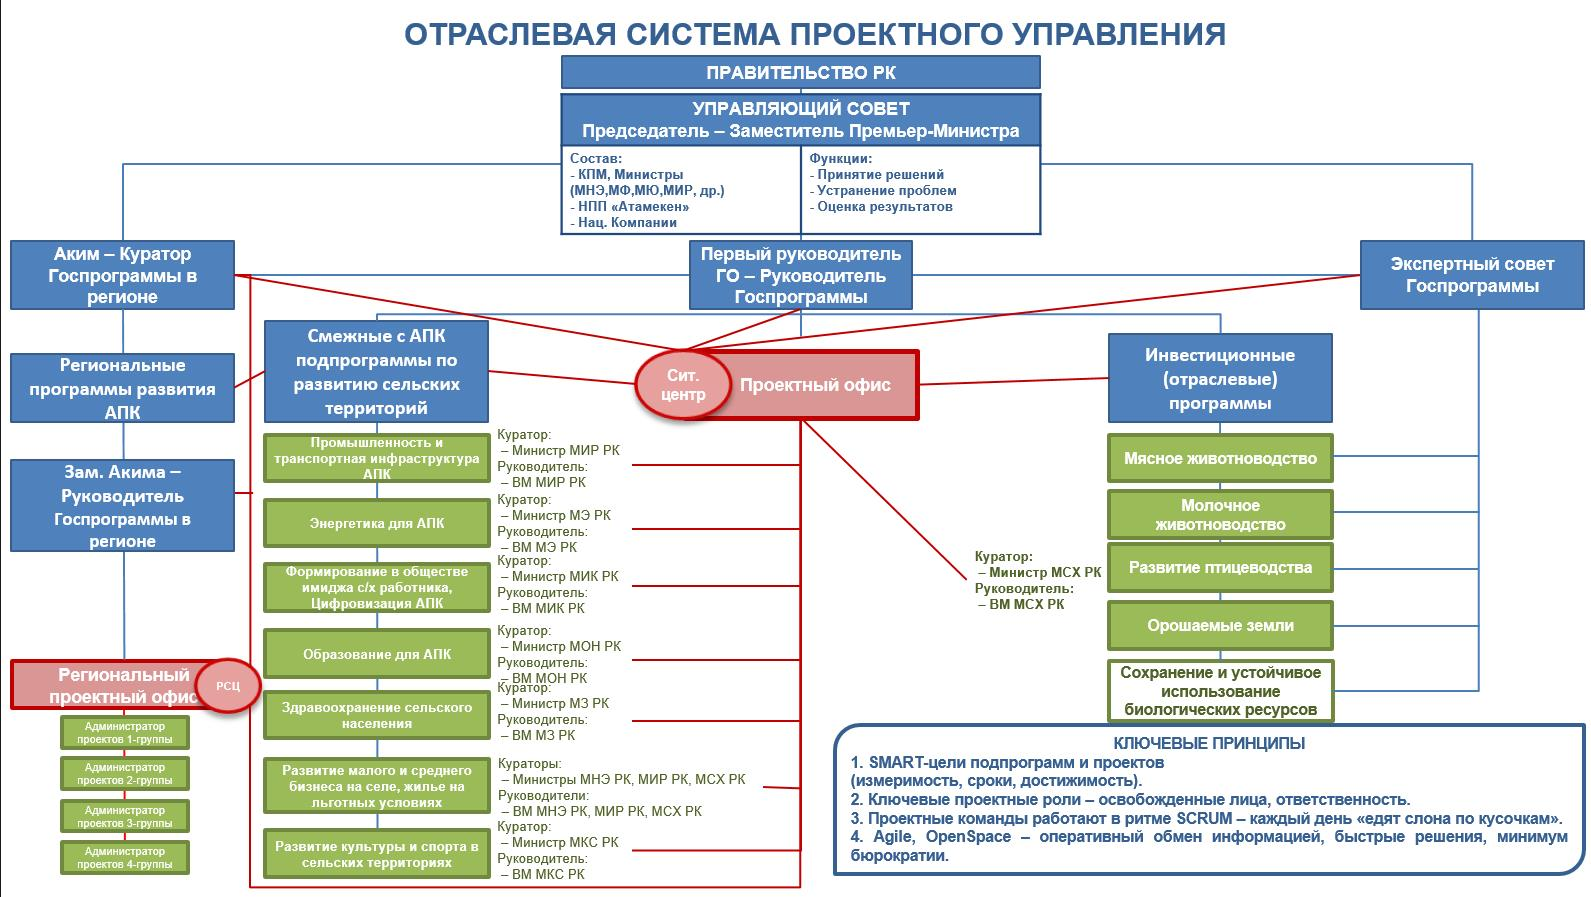 ОТРАСЛЕВАЯ СИСТЕМА ПРОЕКТНОГО УПРАВЛЕНИЯ
ПРАВИТЕЛЬСТВО РК
УПРАВЛЯЮЩИЙ СОВЕТ
Председатель – Заместитель Премьер-Министра
Состав:
- КПМ, Министры
(МНЭ,МФ,МЮ,МИР, др.)
- НПП «Атамекен»
- Нац. Компании
Функции:
- Принятие решений
- Устранение проблем
- Оценка результатов
Аким – Куратор
Госпрограммы в
регионе
Первый руководитель
ГО – Руководитель
Госпрограммы
Экспертный совет
Госпрограммы
Региональные
программы развития
АПК
Зам. Акима –
Руководитель
Госпрограммы в
регионе
Региональный
проектный офис
РСЦ
Администратор
проектов 1-группы
Администратор
проектов 2-группы
Администратор
проектов 3-группы
Администратор
проектов 4-группы
Смежные с АПК
подпрограммы по
развитию сельских
территорий
Сит.
центр
Проектный офис
Инвестиционные
(отраслевые)
программы
Промышленность и
транспортная инфраструктура
АПК
Куратор:
– Министр МИР РК
Руководитель:
– ВМ МИР РК
Энергетика для АПК
Куратор:
– Министр МЭ РК
Руководитель:
– ВМ МЭ РК
Формирование в обществе
имиджа с/х работника,
Цифровизация АПК
Куратор:
– Министр МИК РК
Руководитель:
– ВМ МИК РК
Образование для АПК
Куратор:
– Министр МОН РК
Руководитель:
– ВМ МОН РК
Здравоохранение сельского
населения
Куратор:
– Министр МЗ РК
Руководитель:
– ВМ МЗ РК
Развитие малого и среднего
бизнеса на селе, жилье на
льготных условиях
Кураторы:
– Министры МНЭ РК, МИР РК, МСХ РК
Руководители:
– ВМ МНЭ РК, МИР РК, МСХ РК
Развитие культуры и спорта в
сельских территориях
Куратор:
– Министр МКС РК
Руководитель:
– ВМ МКС РК
Куратор:
– Министр МСХ РК
Руководитель:
– ВМ МСХ РК
Мясное животноводство
Молочное
животноводство
Развитие птицеводства
Орошаемые земли
Сохранение и устойчивое
использование
биологических ресурсов
КЛЮЧЕВЫЕ ПРИНЦИПЫ
1. SMART-цели подпрограмм и проектов
(измеримость, сроки, достижимость).
2. Ключевые проектные роли – освобожденные лица, ответственность.
3. Проектные команды работают в ритме SCRUM – каждый день «едят слона по кусочкам».
4. Agile, OpenSpace – оперативный обмен информацией, быстрые решения, минимум
бюрократии.